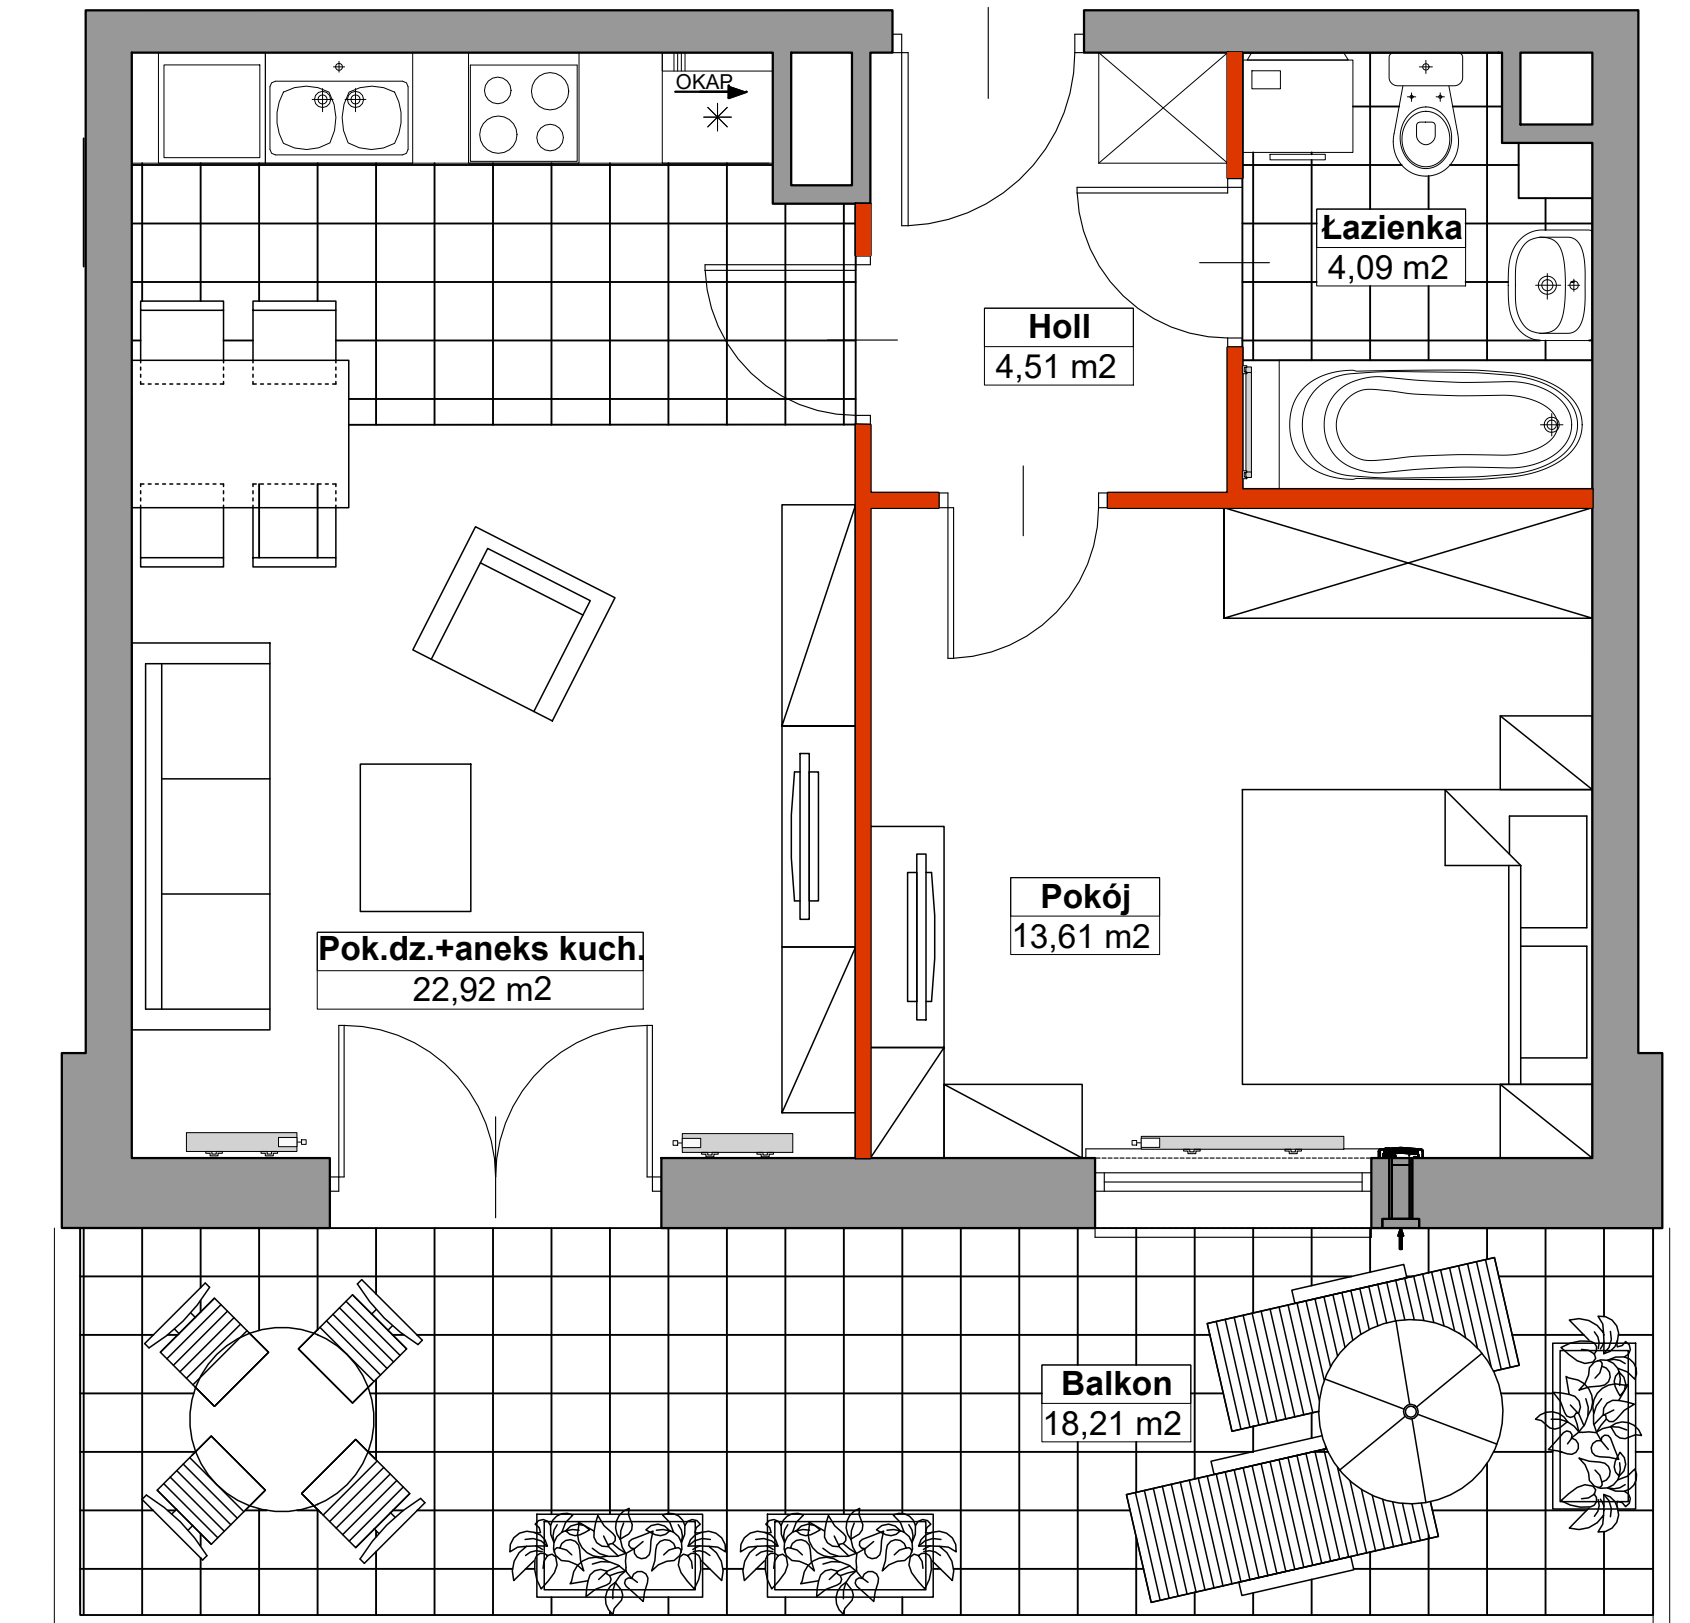 OKAP
Łazienka
4,09 m2
Holl
4,51 m2
Pokój
13,61 m2
Pok.dz.+aneks kuch.
22,92 m2
Balkon
18,21 m2